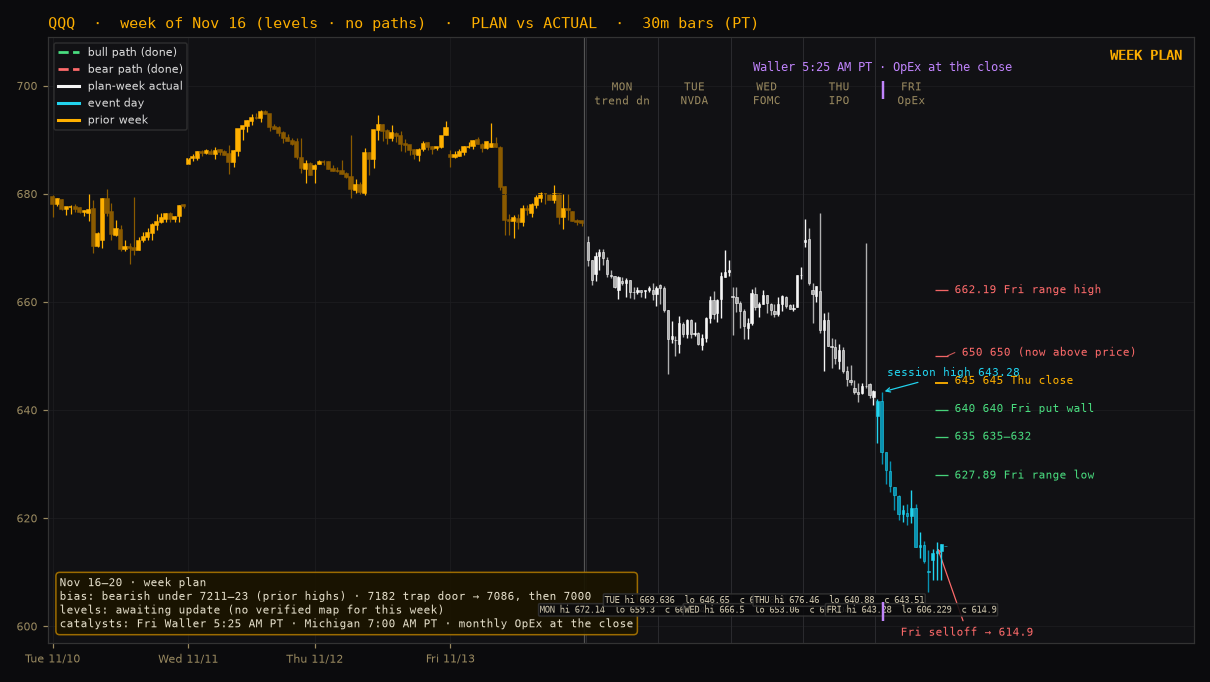 QQQ · week of Nov 16 (levels · no paths) · PLAN vs ACTUAL · 30m bars (PT)
bull path (done)
bear path (done)
plan-week actual
event day
prior week
WEEK PLAN
Waller 5:25 AM PT · OpEx at the close
MON
trend dn
TUE
NVDA
WED
FOMC
THU
IPO
FRI
OpEx
700
680
660
640
620
600
662.19 Fri range high
650 650 (now above price)
session high 643.28
645 645 Thu close
640 640 Fri put wall
635 635–632
627.89 Fri range low
Nov 16–20 · week plan
bias: bearish under 7211–23 (prior highs) · 7182 trap door → 7086, then 7000
levels: awaiting update (no verified map for this week)
catalysts: Fri Waller 5:25 AM PT · Michigan 7:00 AM PT · monthly OpEx at the close
TUE hi 669.636 lo 646.65 c
THU hi 676.46 lo 640.88 c 643.51
MON hi 672.14 lo 659.3 c
WED hi 666.5 lo 653.06 c
FRI hi 643.28 lo 606.229 c 614.9
Fri selloff → 614.9
Tue 11/10
Wed 11/11
Thu 11/12
Fri 11/13